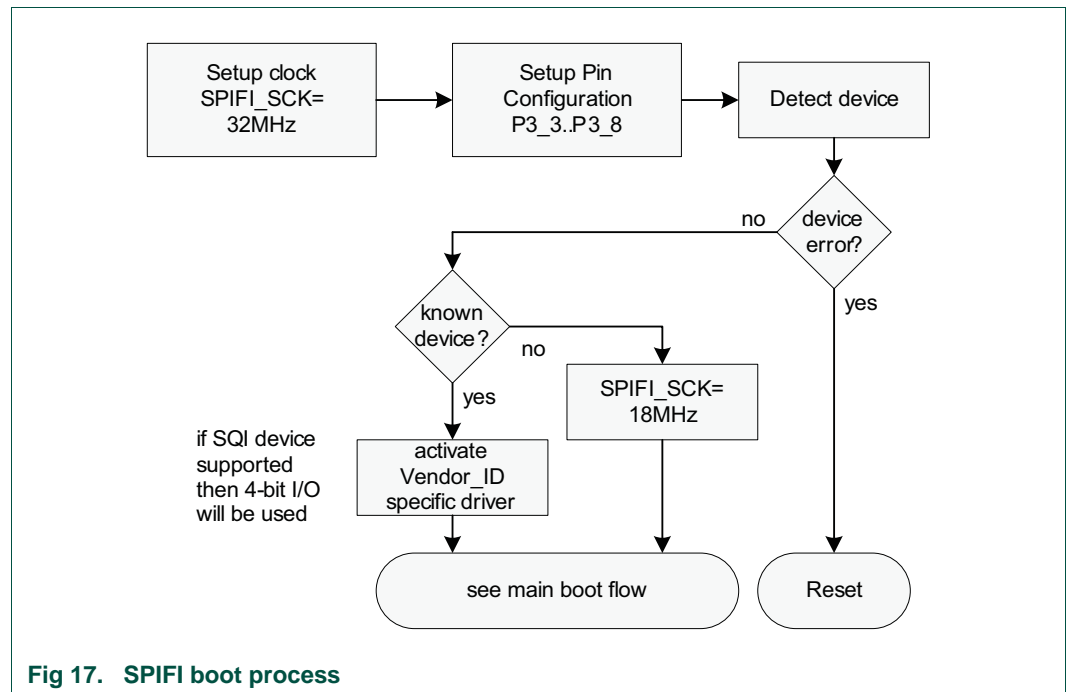 Setup clock
SPIFI_SCK=
32MHz
Setup Pin
Configuration
P3_3..P3_8
Detect device
device
error?
no
yes
known
device?
no
yes
SPIFI_SCK=
18MHz
if SQI device
supported
then 4-bit I/O
will be used
activate
Vendor_ID
specific driver
see main boot flow
Reset
Fig 17. SPIFI boot process